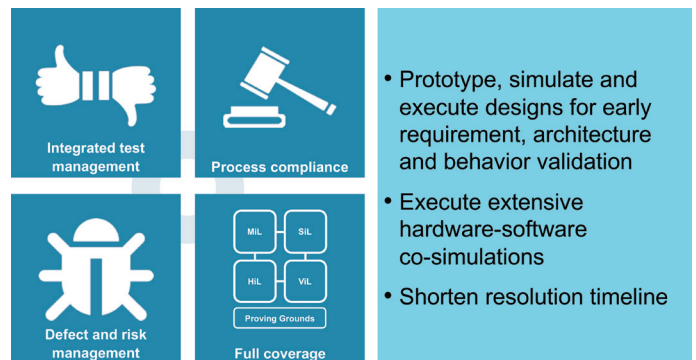 Integrated test
management
Process compliance
MiL
SiL
HiL
ViL
Proving Grounds
Defect and risk
management
Full coverage
• Prototype, simulate and
execute designs for early
requirement, architecture
and behavior validation
• Execute extensive
hardware-software
co-simulations
• Shorten resolution timeline